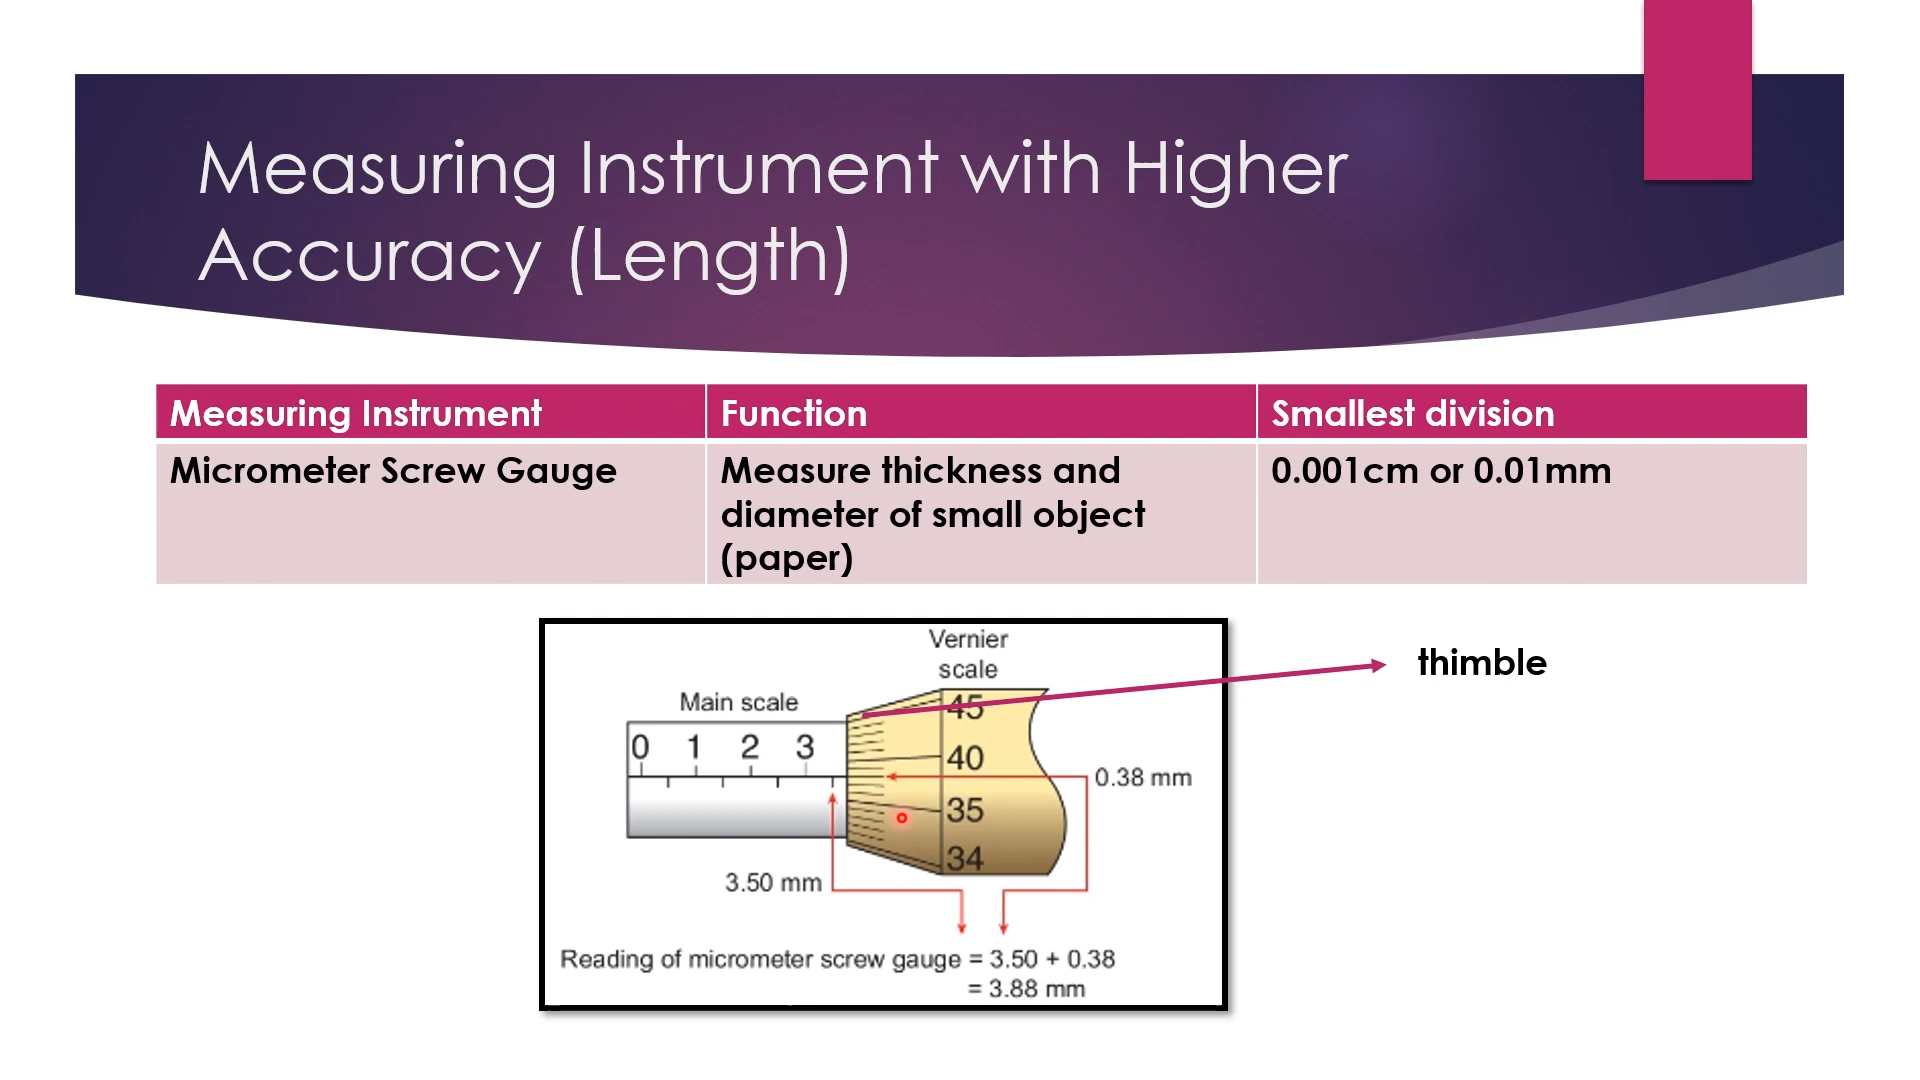 Measuring Instrument with Higher
Accuracy (Length)
Measuring Instrument
Function
Smallest division
Micrometer Screw Gauge
Measure thickness and
diameter of small object
(paper)
0.001cm or 0.01mm
Vernier
scale
thimble
Main scale
45
0 1 2 3
40
0.38 mm
35
34
3.50 mm
Reading of micrometer screw gauge = 3.50 + 0.38
= 3.88 mm